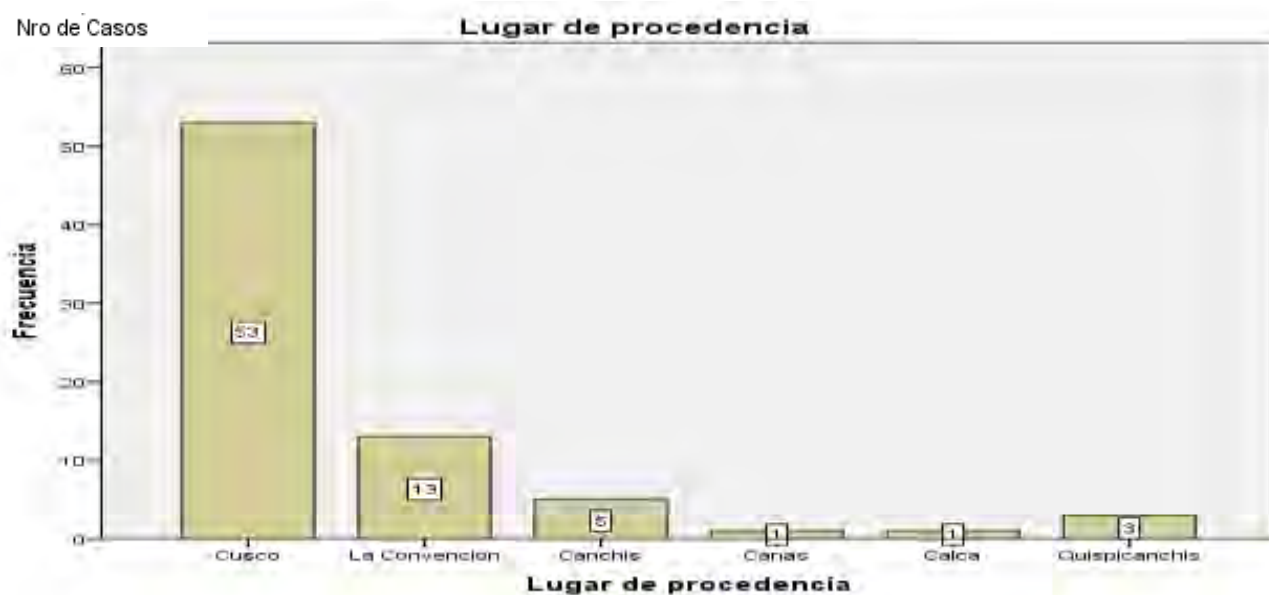 Nro de Casos
Lugar de procedencia
Frecuencia
60
50
40
30
20
10
0
53
13
5
1
1
3
Cusco
La Convención
Canchis
Canas
Calca
Quispicanchis
Lugar de procedencia